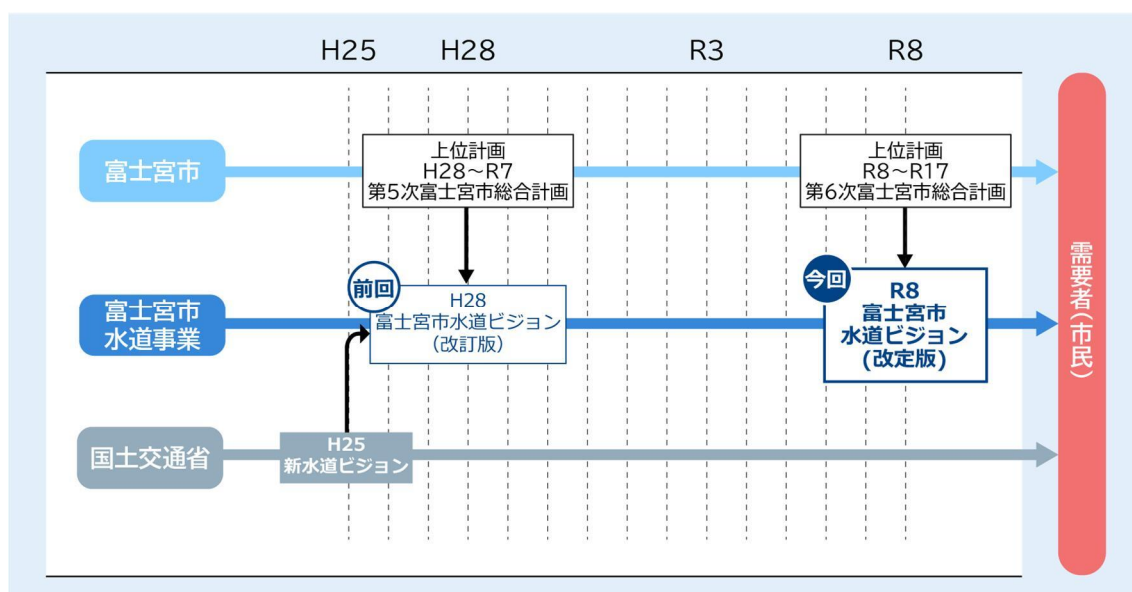 H25
H28
R3
R8
富士宮市
上位計画
H28～R7
第5次富士宮市総合計画
上位計画
R8～R17
第6次富士宮市総合計画
富士宮市
水道事業
前回
H28
富士宮市水道ビジョン
（改訂版）
今回
R8
富士宮市
水道ビジョン
(改定版)
国土交通省
H25
新水道ビジョン
需要者(市民)